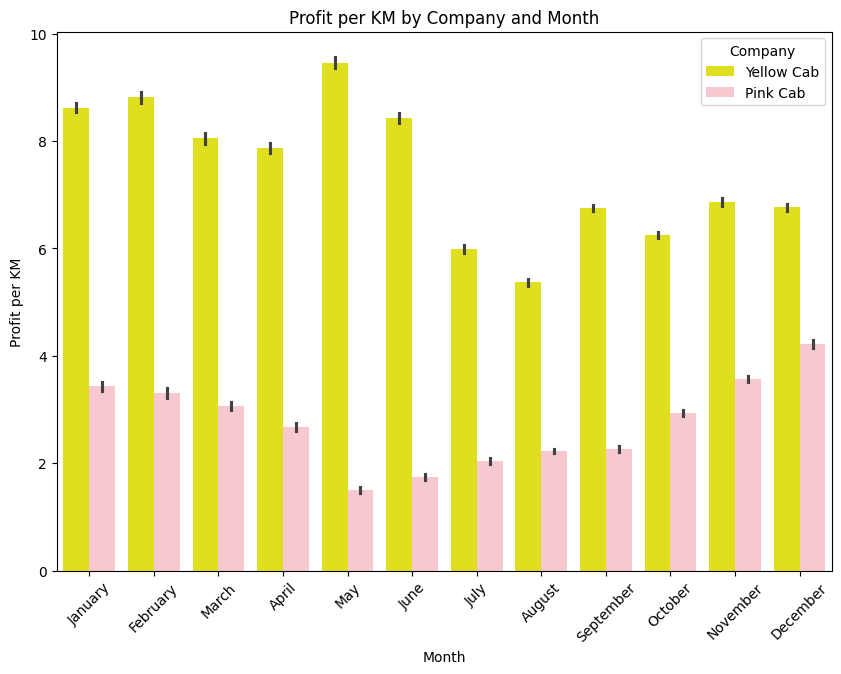 Profit per KM by Company and Month
Company
Yellow Cab
Pink Cab
Profit per KM
10
8
6
4
2
0
January
February
March
April
May
June
July
August
September
October
November
December
Month